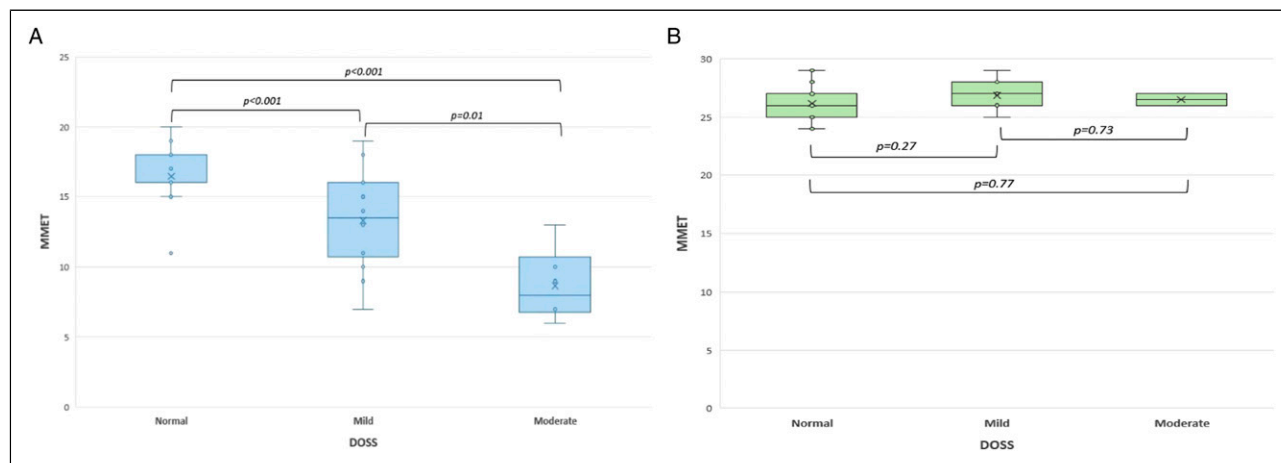 A
25
20
15
10
5
0
MMET
p<0.001
p<0.001
p=0.01
Normal Mild Moderate
DOSS
B
30
25
20
15
10
5
0
MMET
p=0.73
p=0.27
p=0.77
Normal Mild Moderate
DOSS